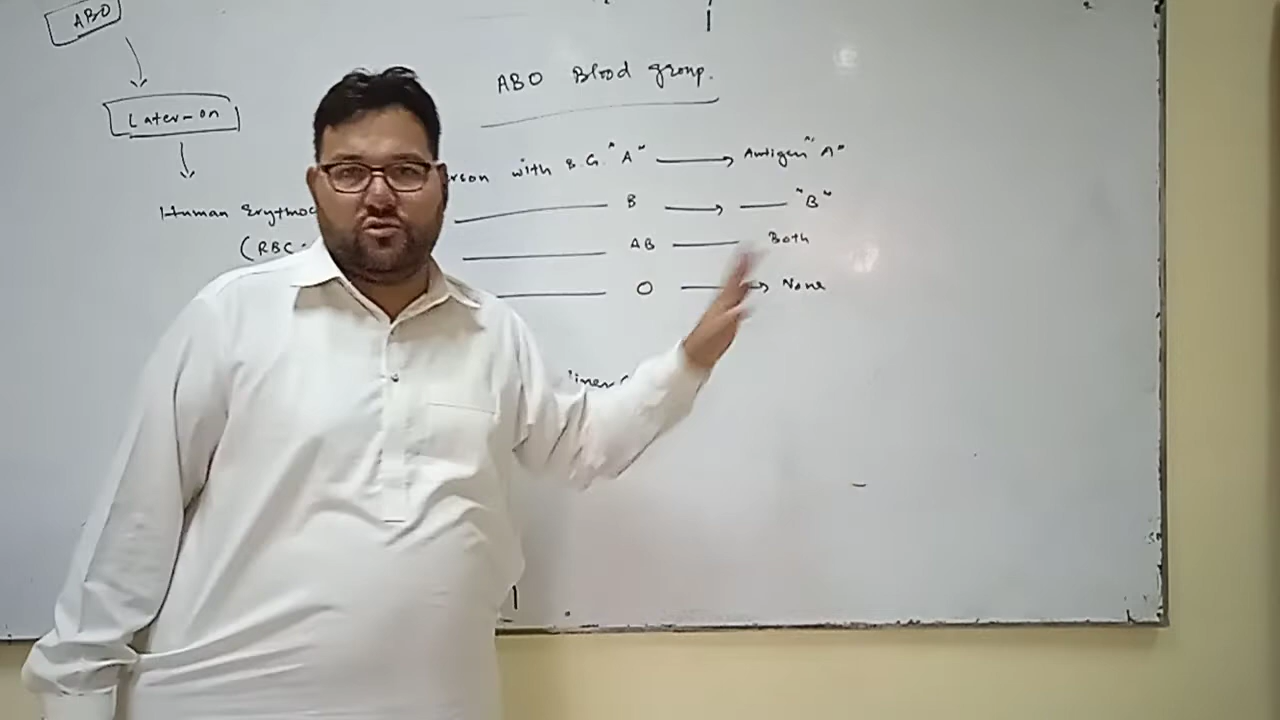 ABO
Later-on
Human Erythroc
(RBC
ABO Blood group.
rson with B.G. "A" → Antigen "A"
B → — "B"
AB — Both
O → None